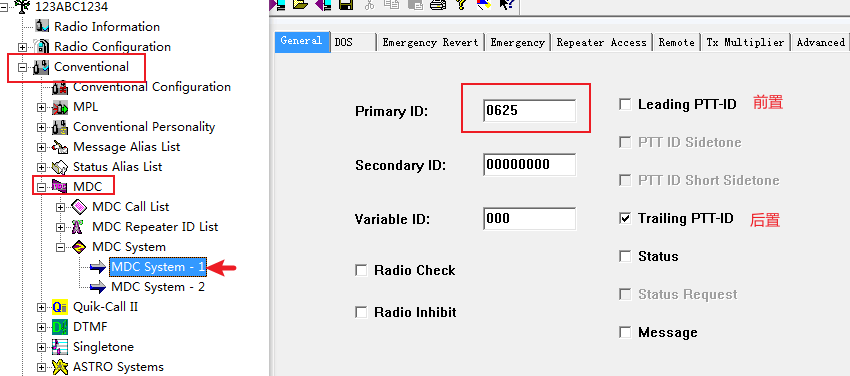 123ABC1234
Radio Information
Radio Configuration
Conventional
Conventional Configuration
MPL
Conventional Personality
Message Alias List
Status Alias List
MDC
MDC Call List
MDC Repeater ID List
MDC System
MDC System - 1
MDC System - 2
Quik-Call II
DTMF
Singletone
ASTRO Systems
General DOS Emergency Revert Emergency Repeater Access Remote Tx Multiplier Advanced
Primary ID: 0625
Secondary ID: 00000000
Variable ID: 000
Radio Check
Radio Inhibit
Leading PTT-ID 前置
PTT ID Sidetone
PTT ID Short Sidetone
Trailing PTT-ID 后置
Status
Status Request
Message